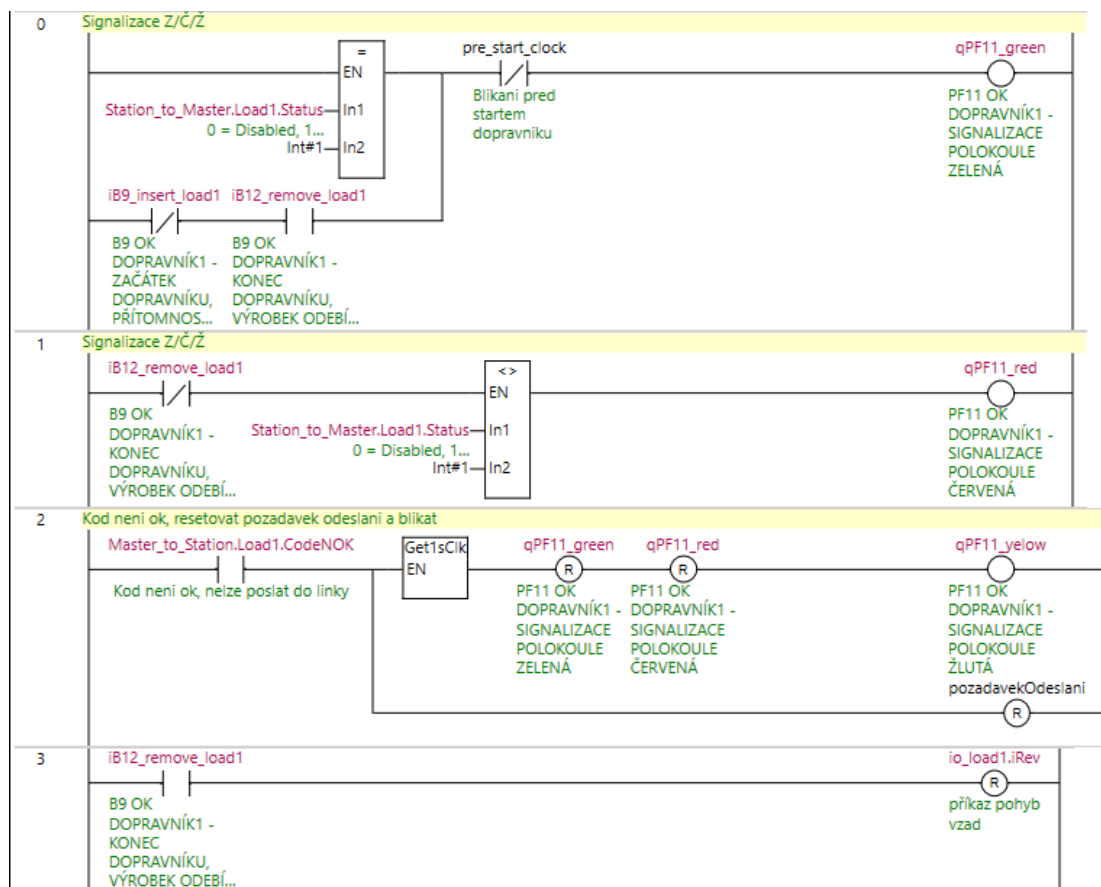 0 Signalizace Z/Č/Ž
= pre_start_clock qPF11_green
EN
Blikani pred
startem
dopravniku
PF11 OK
DOPRAVNÍK1 -
SIGNALIZACE
POLOKOULE
ZELENÁ
Station_to_Master.Load1.Status In1
0 = Disabled, 1...
Int#1 In2
iB9_insert_load1 iB12_remove_load1
B9 OK
DOPRAVNÍK1 -
ZAČÁTEK
DOPRAVNÍKU,
PŘÍTOMNOS...
B9 OK
DOPRAVNÍK1 -
KONEC
DOPRAVNÍKU,
VÝROBEK ODEBÍ...
1 Signalizace Z/Č/Ž
iB12_remove_load1 <> qPF11_red
EN
B9 OK
DOPRAVNÍK1 -
KONEC
DOPRAVNÍKU,
VÝROBEK ODEBÍ...
Station_to_Master.Load1.Status In1
0 = Disabled, 1...
Int#1 In2
PF11 OK
DOPRAVNÍK1 -
SIGNALIZACE
POLOKOULE
ČERVENÁ
2 Kod neni ok, resetovat pozadavek odeslani a blikat
Master_to_Station.Load1.CodeNOK Get1sClk qPF11_green qPF11_red qPF11_yelow
EN R R
Kod neni ok, nelze poslat do linky
PF11 OK
DOPRAVNÍK1 -
SIGNALIZACE
POLOKOULE
ZELENÁ
PF11 OK
DOPRAVNÍK1 -
SIGNALIZACE
POLOKOULE
ČERVENÁ
PF11 OK
DOPRAVNÍK1 -
SIGNALIZACE
POLOKOULE
ŽLUTÁ
pozadavekOdeslani
R
3 iB12_remove_load1 io_load1.iRev
R
B9 OK
DOPRAVNÍK1 -
KONEC
DOPRAVNÍKU,
VÝROBEK ODEBÍ...
příkaz pohyb
vzad